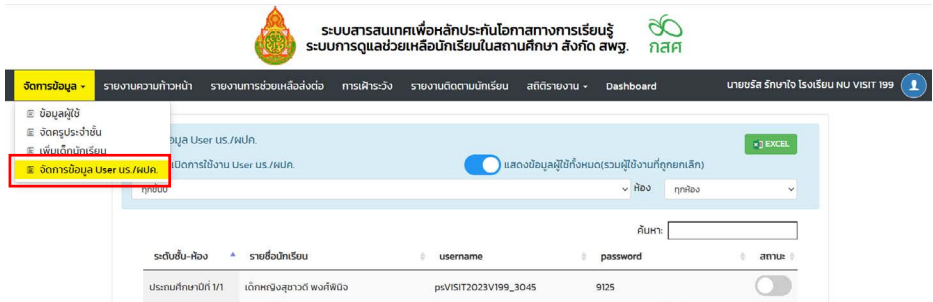 ระบบสารสนเทศเพื่อหลักประกันโอกาสทางการเรียนรู้
ระบบการดูแลช่วยเหลือนักเรียนในสถานศึกษา สังกัด สพฐ.
กสศ
จัดการข้อมูล รายงานความก้าวหน้า รายงานการช่วยเหลือส่งต่อ การเฝ้าระวัง รายงานติดตามนักเรียน สถิติรายงาน Dashboard นายชรัส รักษาใจ โรงเรียน NU VISIT 199
ข้อมูลผู้ใช้
จัดครูประจำชั้น
เพิ่มเด็กนักเรียน
จัดการข้อมูล User นร./ผปค.
อมูล User นร./ผปค.
EXCEL
เปิดการใช้งาน User นร./ผปค. แสดงข้อมูลผู้ใช้ทั้งหมด(รวมผู้ใช้งานที่ถูกยกเลิก)
ทุกชั้นปี ห้อง ทุกห้อง
ค้นหา:
ระดับชั้น-ห้อง รายชื่อนักเรียน username password สถานะ
ประถมศึกษาปีที่ 1/1 เด็กหญิงสุชาวดี พงศ์พินิจ psVISIT2023V199_3045 9125